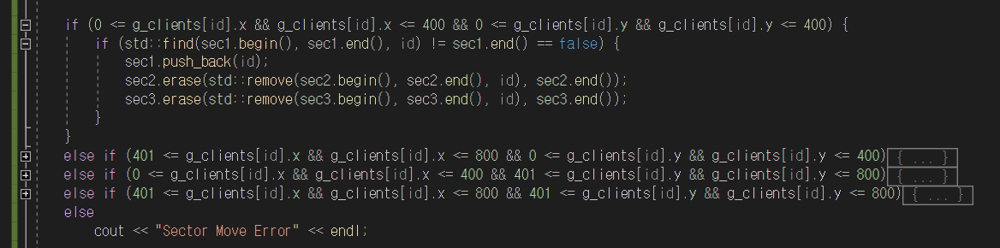 if (0 <= g_clients[id].x && g_clients[id].x <= 400 && 0 <= g_clients[id].y && g_clients[id].y <= 400) {
if (std::find(sec1.begin(), sec1.end(), id) != sec1.end() == false) {
sec1.push_back(id);
sec2.erase(std::remove(sec2.begin(), sec2.end(), id), sec2.end());
sec3.erase(std::remove(sec3.begin(), sec3.end(), id), sec3.end());
}
}
else if (401 <= g_clients[id].x && g_clients[id].x <= 800 && 0 <= g_clients[id].y && g_clients[id].y <= 400) { ... }
else if (0 <= g_clients[id].x && g_clients[id].x <= 400 && 401 <= g_clients[id].y && g_clients[id].y <= 800) { ... }
else if (401 <= g_clients[id].x && g_clients[id].x <= 800 && 401 <= g_clients[id].y && g_clients[id].y <= 800) { ... }
else
cout << "Sector Move Error" << endl;